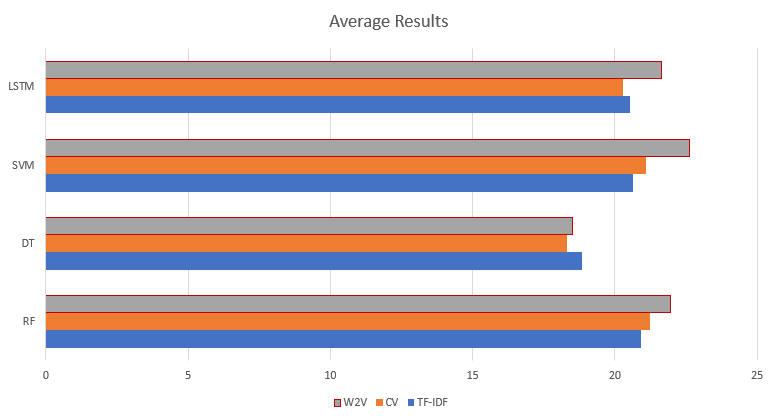 Average Results
LSTM
SVM
DT
RF
0 5 10 15 20 25
W2V CV TF-IDF